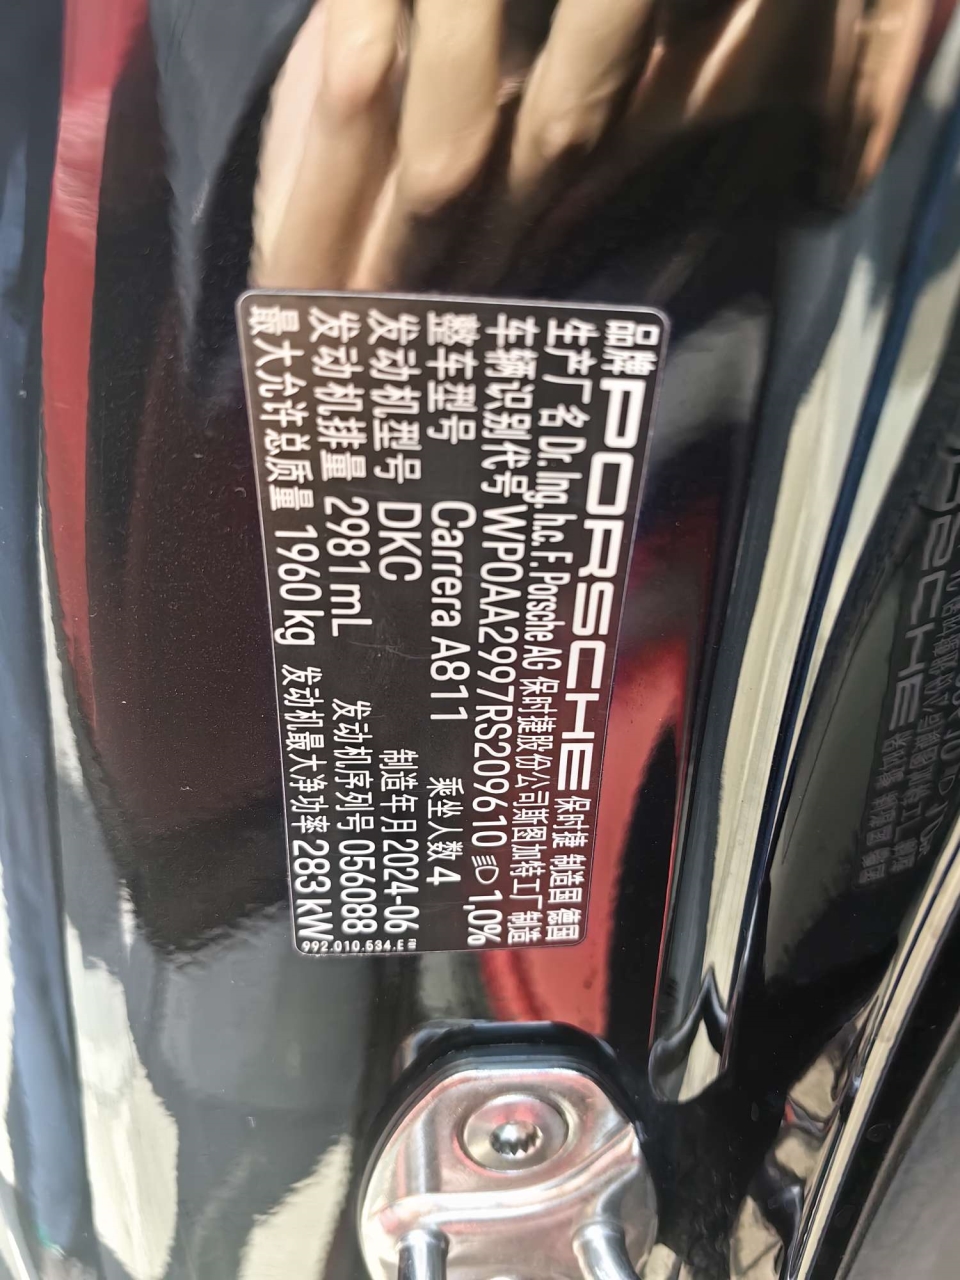 品牌 PORSCHE 保时捷 制造国 德国
生产厂名 Dr. Ing. h.c. F. Porsche AG 保时捷股份公司斯图加特工厂制造
车辆识别代号 WP0AA2997RS209610 1,0%
整车型号 Carrera A811 乘坐人数 4
发动机型号 DKC 制造年月 2024-06
发动机排量 2981 mL 发动机序列号 056088
最大允许总质量 1960 kg 发动机最大净功率 283 kW
992.010.534.E